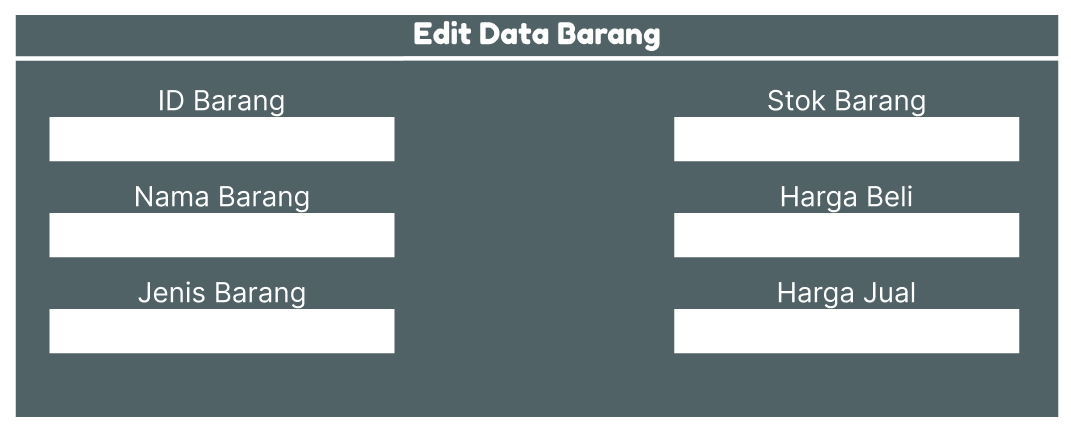 Edit Data Barang
ID Barang
Stok Barang
Nama Barang
Harga Beli
Jenis Barang
Harga Jual